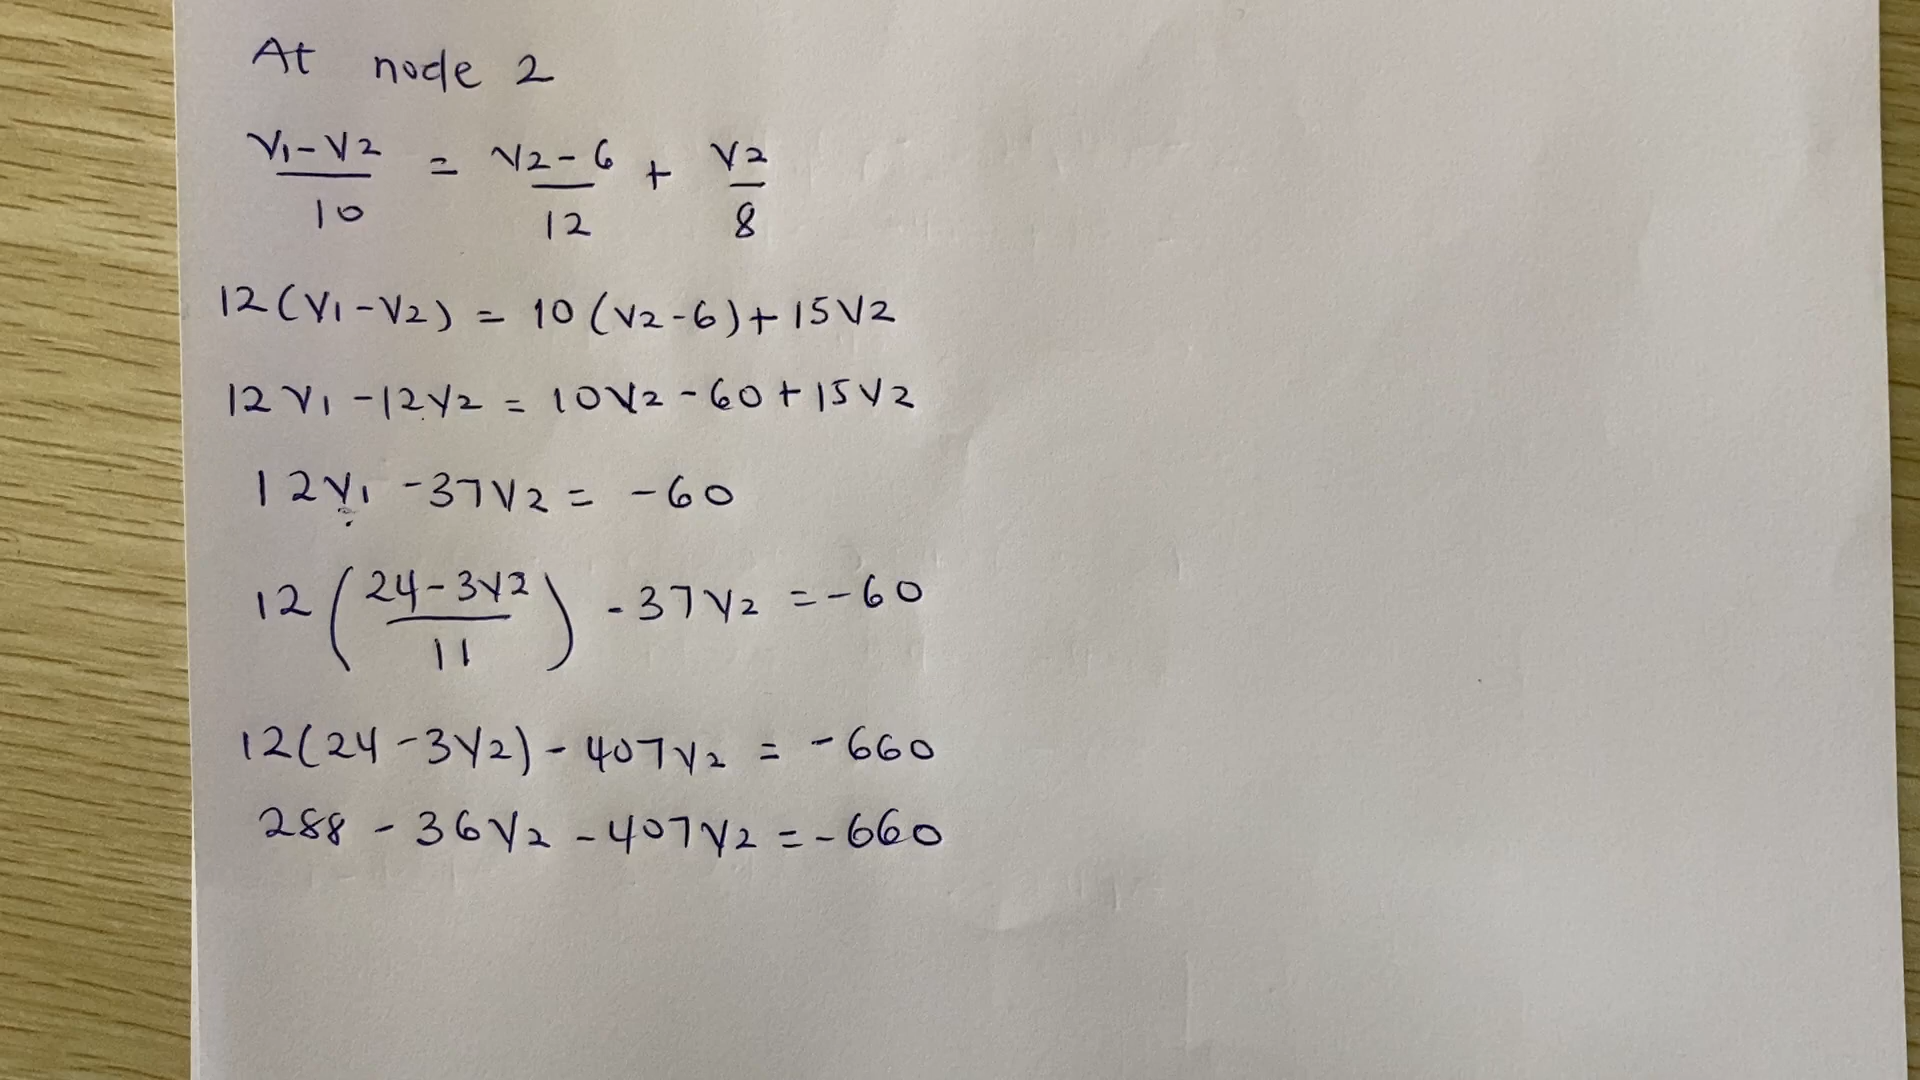 At node 2
V1-V2/10 = V2-6/12 + V2/8
12(V1-V2) = 10(V2-6)+15V2
12V1-12V2 = 10V2-60+15V2
12V1-37V2 = -60
12(24-3V2/11)-37V2 = -60
12(24-3V2)-407V2 = -660
288-36V2-407V2 = -660